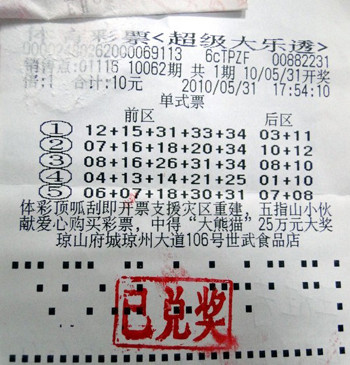 体育彩票<超级大乐透>
6cTPZF 00882231
销售点:01116 10062期 共1期 10/05/31开奖
倍:1 合计:10元 2010/05/31 17:54:10
单式票
前区 后区
① 12+15+31+33+34 03+11
② 07+16+18+20+34 10+12
③ 08+16+26+31+33 04+08
④ 04+13+14+21+25 01+10
⑤ 06+07+18+30+31 07+08
体彩顶呱刮即开票支援灾区重建，五指山小伙
献爱心购买彩票，中得“大熊猫”25万元大奖
琼山府城琼州大道106号世武食品店
已兑奖